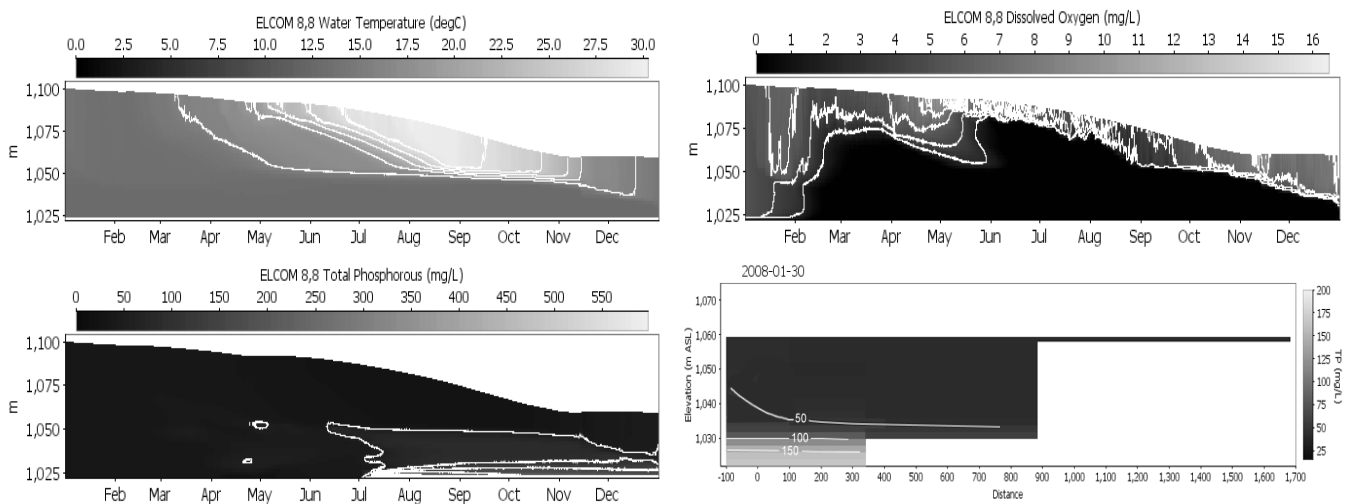 ELCOM 8,8 Water Temperature (degC)
0.0 2.5 5.0 7.5 10.0 12.5 15.0 17.5 20.0 22.5 25.0 27.5 30.0
1,100
1,075
m
1,050
1,025
Feb Mar Apr May Jun Jul Aug Sep Oct Nov Dec
ELCOM 8,8 Dissolved Oxygen (mg/L)
0 1 2 3 4 5 6 7 8 9 10 11 12 13 14 15 16
1,100
1,075
m
1,050
1,025
Feb Mar Apr May Jun Jul Aug Sep Oct Nov Dec
ELCOM 8,8 Total Phosphorous (mg/L)
0 50 100 150 200 250 300 350 400 450 500 550
1,100
1,075
m
1,050
1,025
Feb Mar Apr May Jun Jul Aug Sep Oct Nov Dec
2008-01-30
Elevation (m ASL)
1,070
1,060
1,050
1,040
1,030
50
100
150
-100 0 100 200 300 400 500 600 700 800 900 1,000 1,100 1,200 1,300 1,400 1,500 1,600 1,700
Distance
200
175
150
125
100
75
50
25
TP (mg/L)